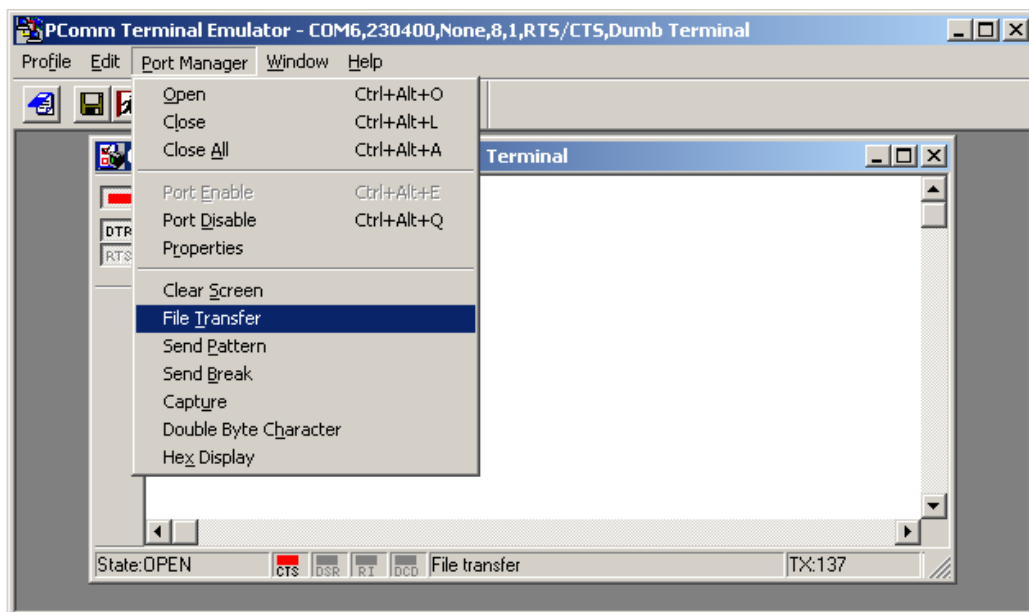 PComm Terminal Emulator - COM6,230400,None,8,1,RTS/CTS,Dumb Terminal
Profile Edit Port Manager Window Help
Open Ctrl+Alt+O
Close Ctrl+Alt+L
Close All Ctrl+Alt+A
Terminal
Port Enable Ctrl+Alt+E
Port Disable Ctrl+Alt+Q
DTR
Properties
RTS
Clear Screen
File Transfer
Send Pattern
Send Break
Capture
Double Byte Character
Hex Display
State:OPEN CTS DSR RI DCD File transfer TX:137